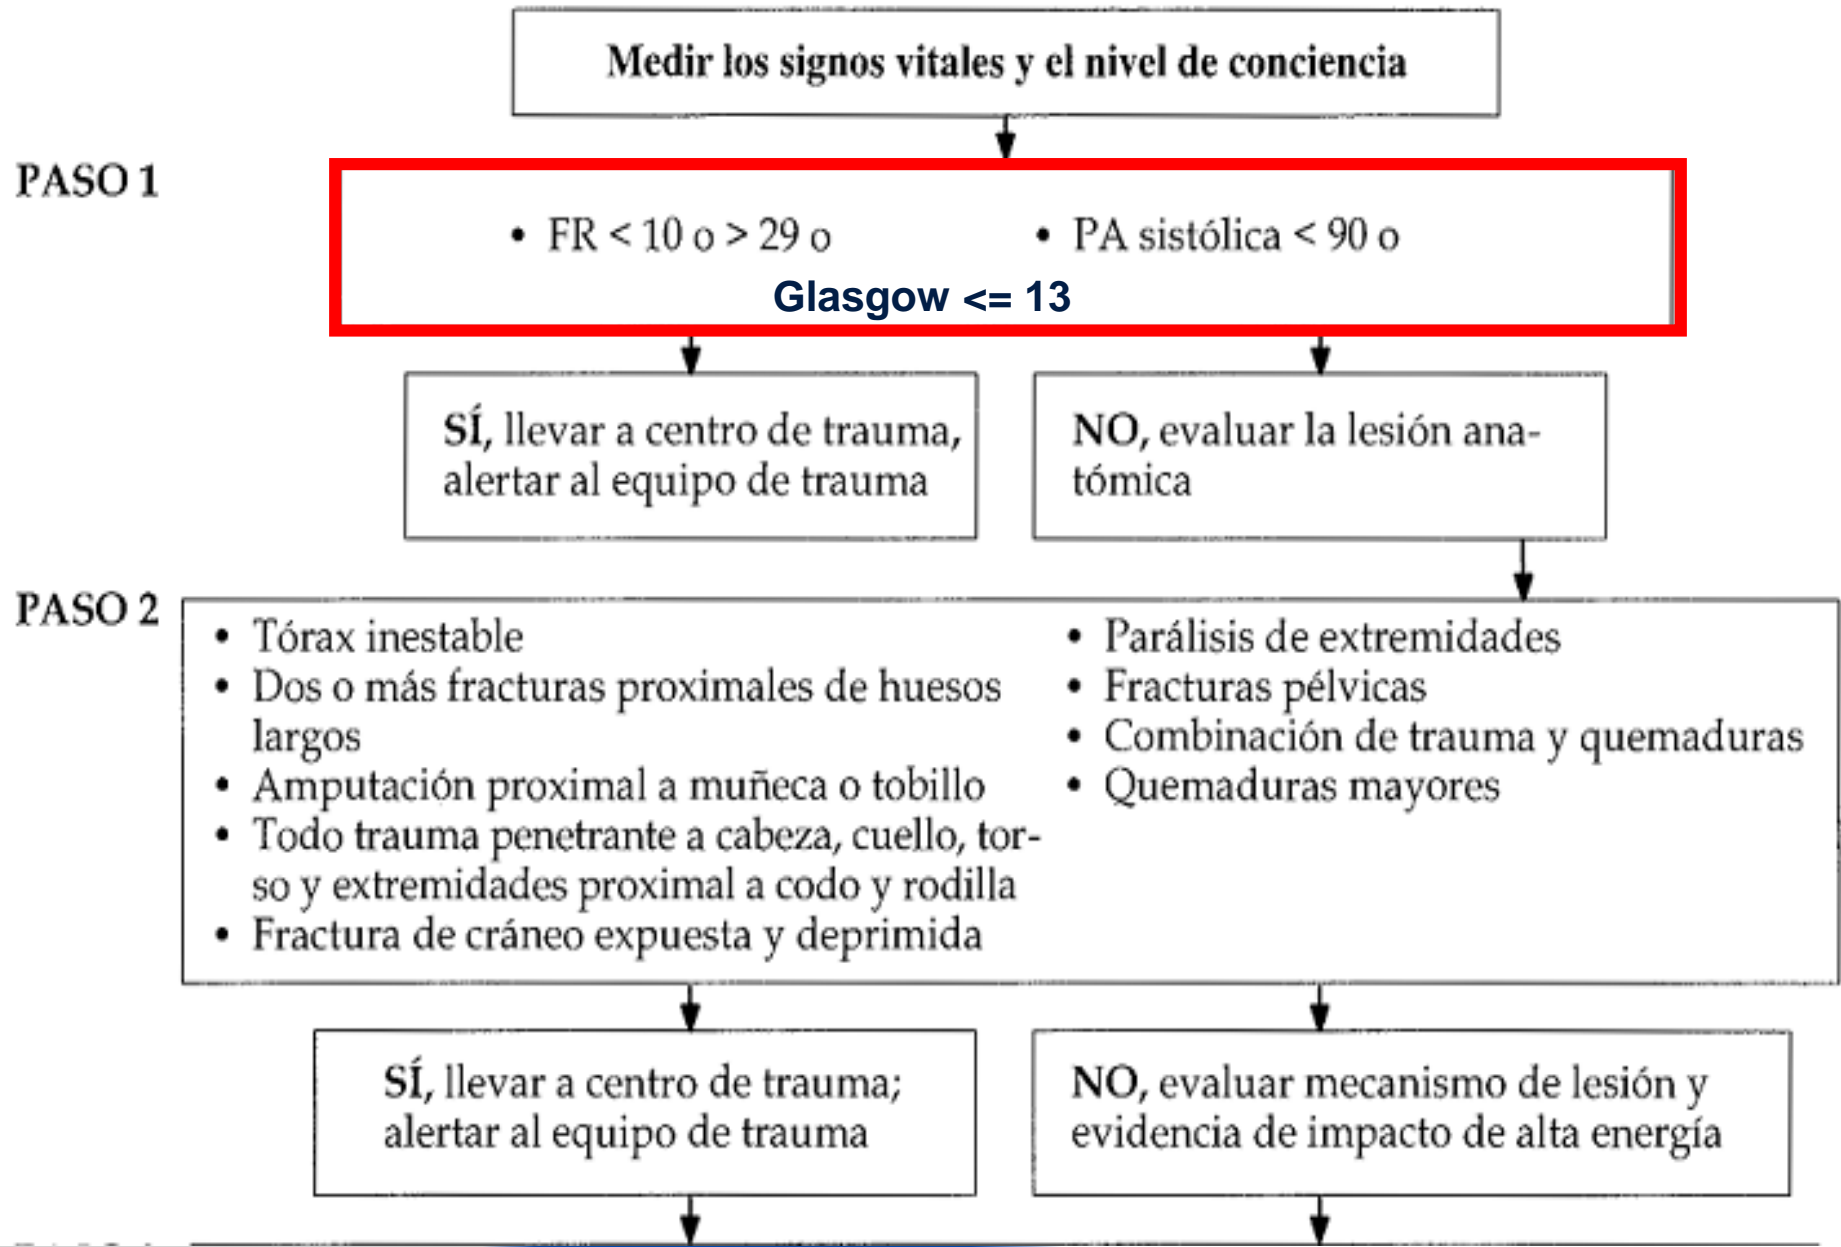 Medir los signos vitales y el nivel de conciencia
PASO 1
• FR < 10 o > 29 o
• PA sistólica < 90 o
Glasgow <= 13
SÍ, llevar a centro de trauma,
alertar al equipo de trauma
NO, evaluar la lesión ana-
tómica
PASO 2
• Tórax inestable
• Dos o más fracturas proximales de huesos
largos
• Amputación proximal a muñeca o tobillo
• Todo trauma penetrante a cabeza, cuello, tor-
so y extremidades proximal a codo y rodilla
• Fractura de cráneo expuesta y deprimida
• Parálisis de extremidades
• Fracturas pélvicas
• Combinación de trauma y quemaduras
• Quemaduras mayores
SÍ, llevar a centro de trauma;
alertar al equipo de trauma
NO, evaluar mecanismo de lesión y
evidencia de impacto de alta energía